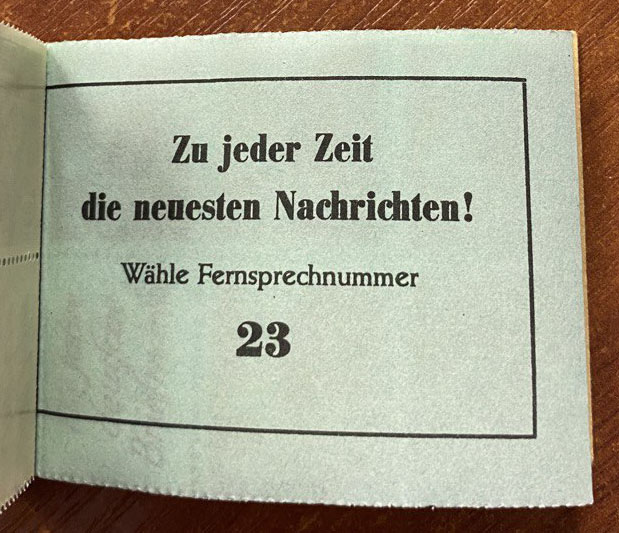 Zu jeder Zeit
die neuesten Nachrichten!
Wähle Fernsprechnummer
23